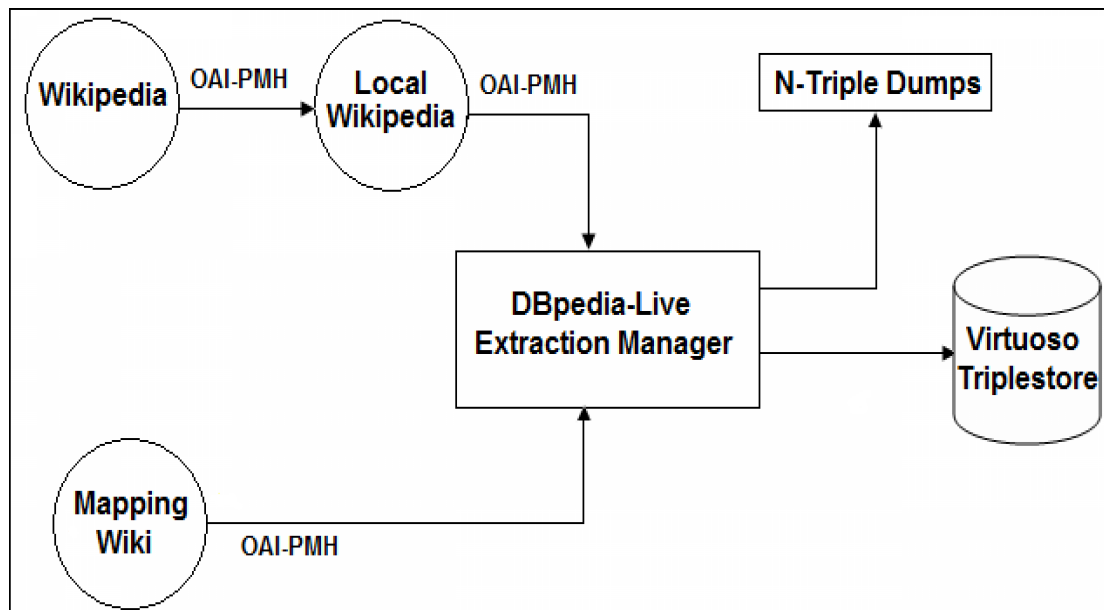 Wikipedia
OAI-PMH
Local
Wikipedia
OAI-PMH
N-Triple Dumps
DBpedia-Live
Extraction Manager
Virtuoso
Triplestore
Mapping
Wiki
OAI-PMH